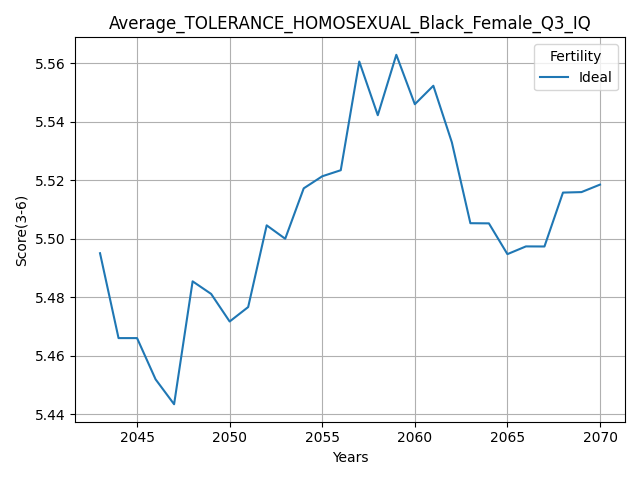 Average_TOLERANCE_HOMOSEXUAL_Black_Female_Q3_IQ
Fertility
Ideal
Score(3-6)
5.56
5.54
5.52
5.50
5.48
5.46
5.44
2045 2050 2055 2060 2065 2070
Years